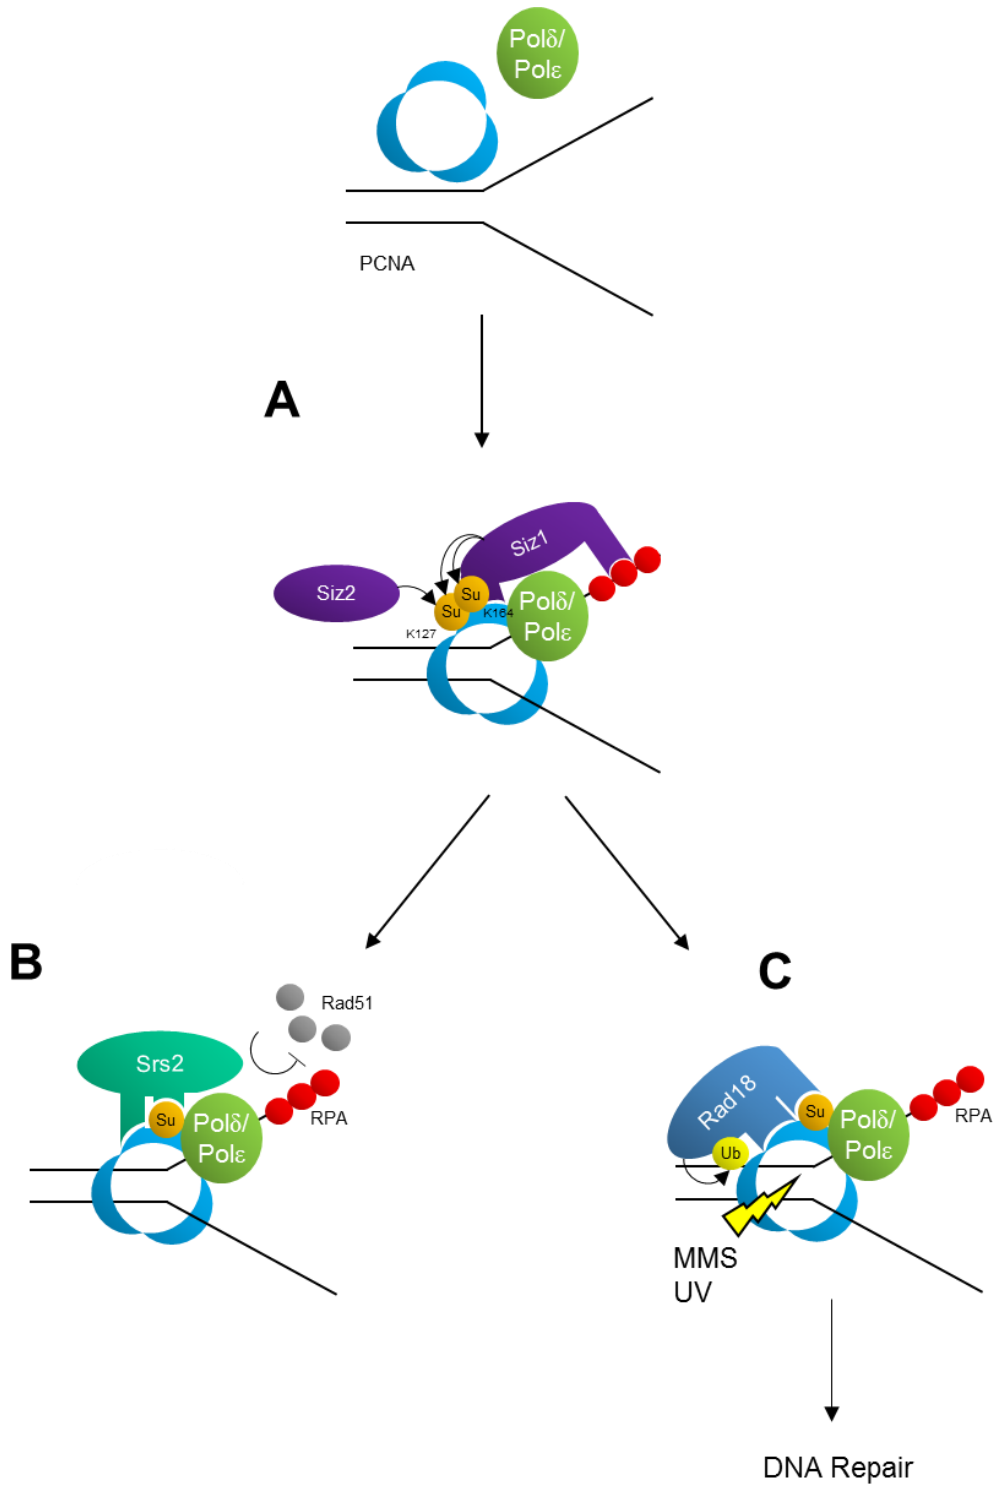 Polδ/
Polε
PCNA
A
Siz1
Siz2
Su
Su
K164
K127
Polδ/
Polε
B
C
Rad51
Srs2
Su
Polδ/
Polε
RPA
Rad18
Su
Ub
Polδ/
Polε
RPA
MMS
UV
DNA Repair